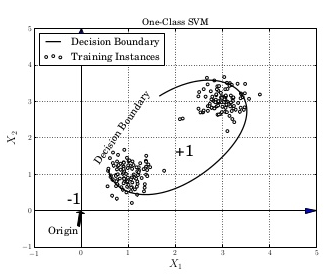 One-Class SVM
Decision Boundary
Training Instances
Decision Boundary
+1
-1
Origin
5
4
3
2
1
0
−1
−1
0
1
2
3
4
5
X2
X1